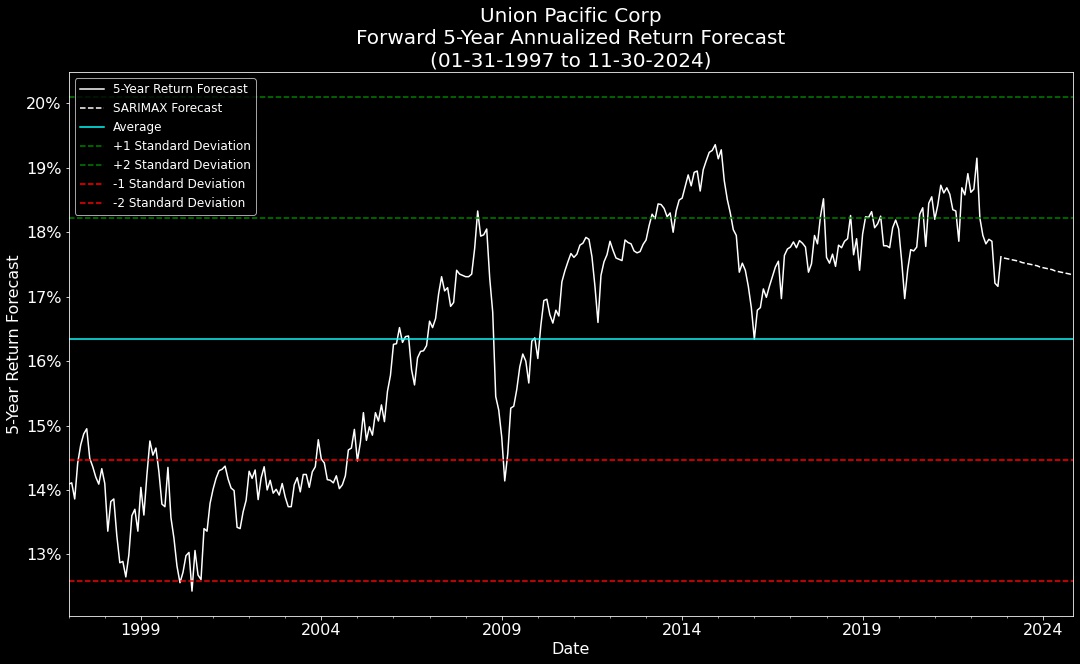 Union Pacific Corp
Forward 5-Year Annualized Return Forecast
(01-31-1997 to 11-30-2024)
5-Year Return Forecast
SARIMAX Forecast
Average
+1 Standard Deviation
+2 Standard Deviation
-1 Standard Deviation
-2 Standard Deviation
5-Year Return Forecast
20%
19%
18%
17%
16%
15%
14%
13%
1999 2004 2009 2014 2019 2024
Date